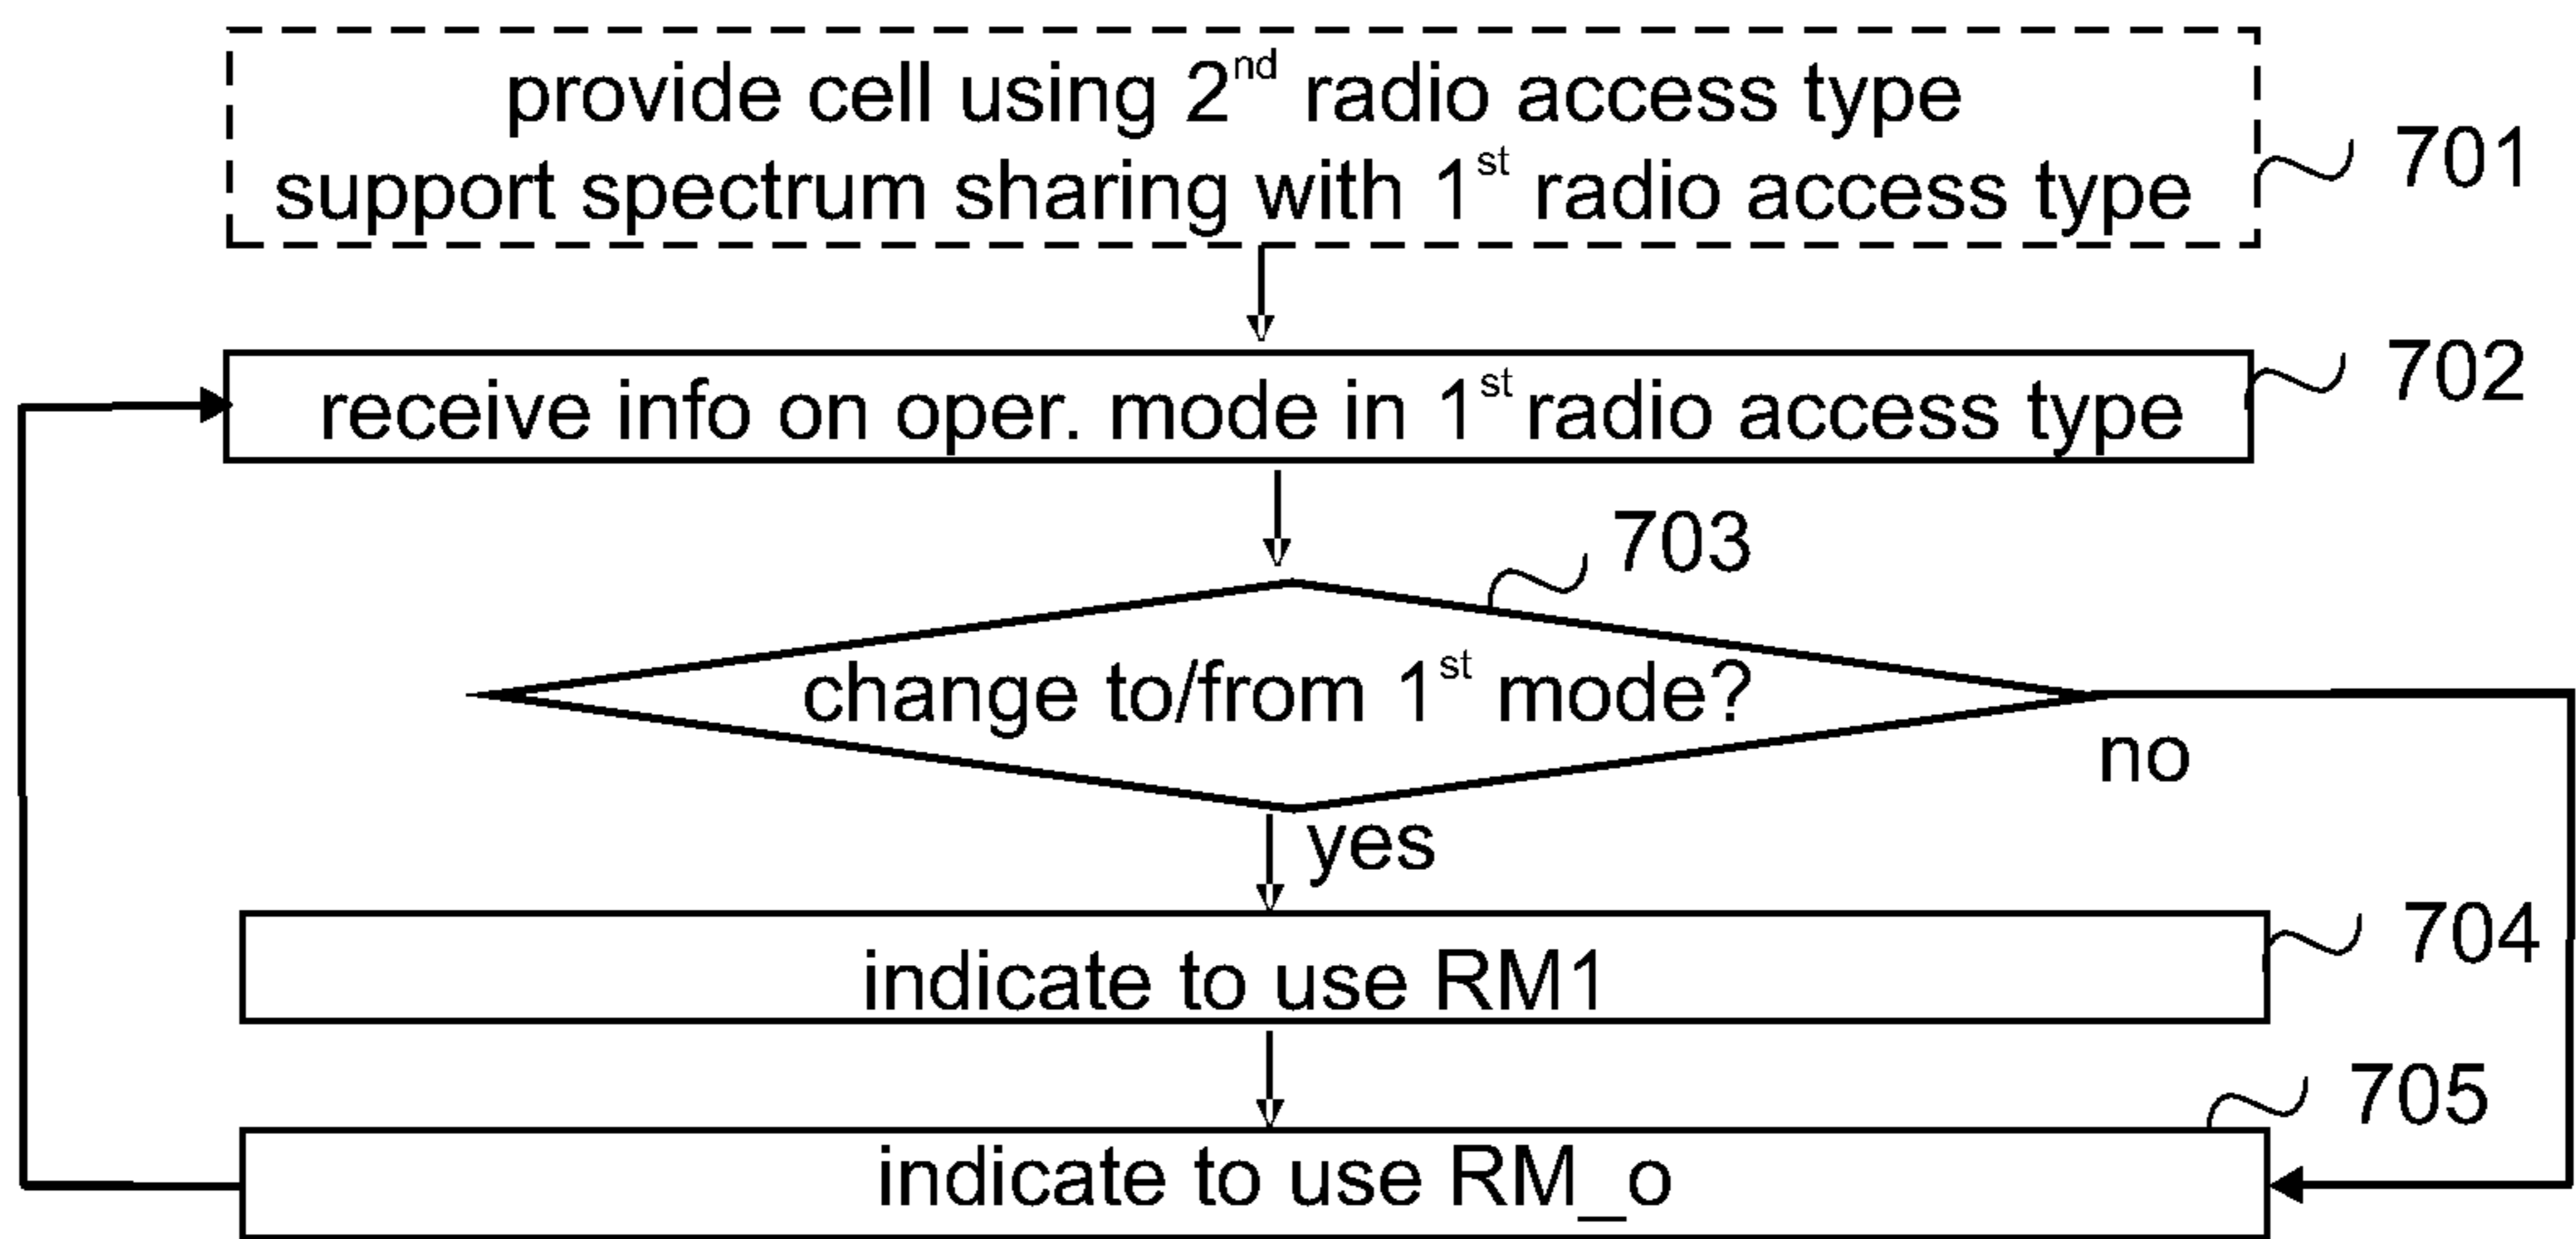 provide cell using 2nd radio access type
support spectrum sharing with 1st radio access type
701
receive info on oper. mode in 1st radio access type
702
703
change to/from 1st mode?
no
yes
indicate to use RM1
704
705
indicate to use RM_o